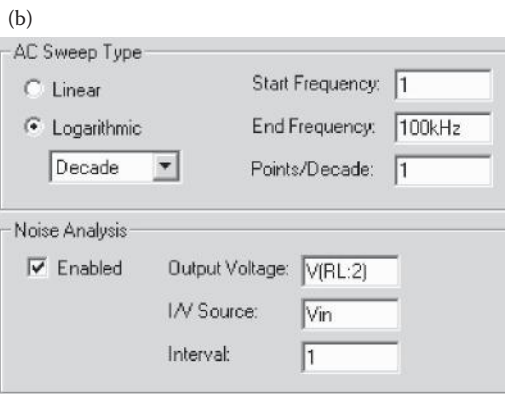 (b)
AC Sweep Type
Linear
Logarithmic
Decade
Start Frequency: 1
End Frequency: 100kHz
Points/Decade: 1
Noise Analysis
Enabled
Output Voltage: V(RL:2)
I/V Source: Vin
Interval: 1